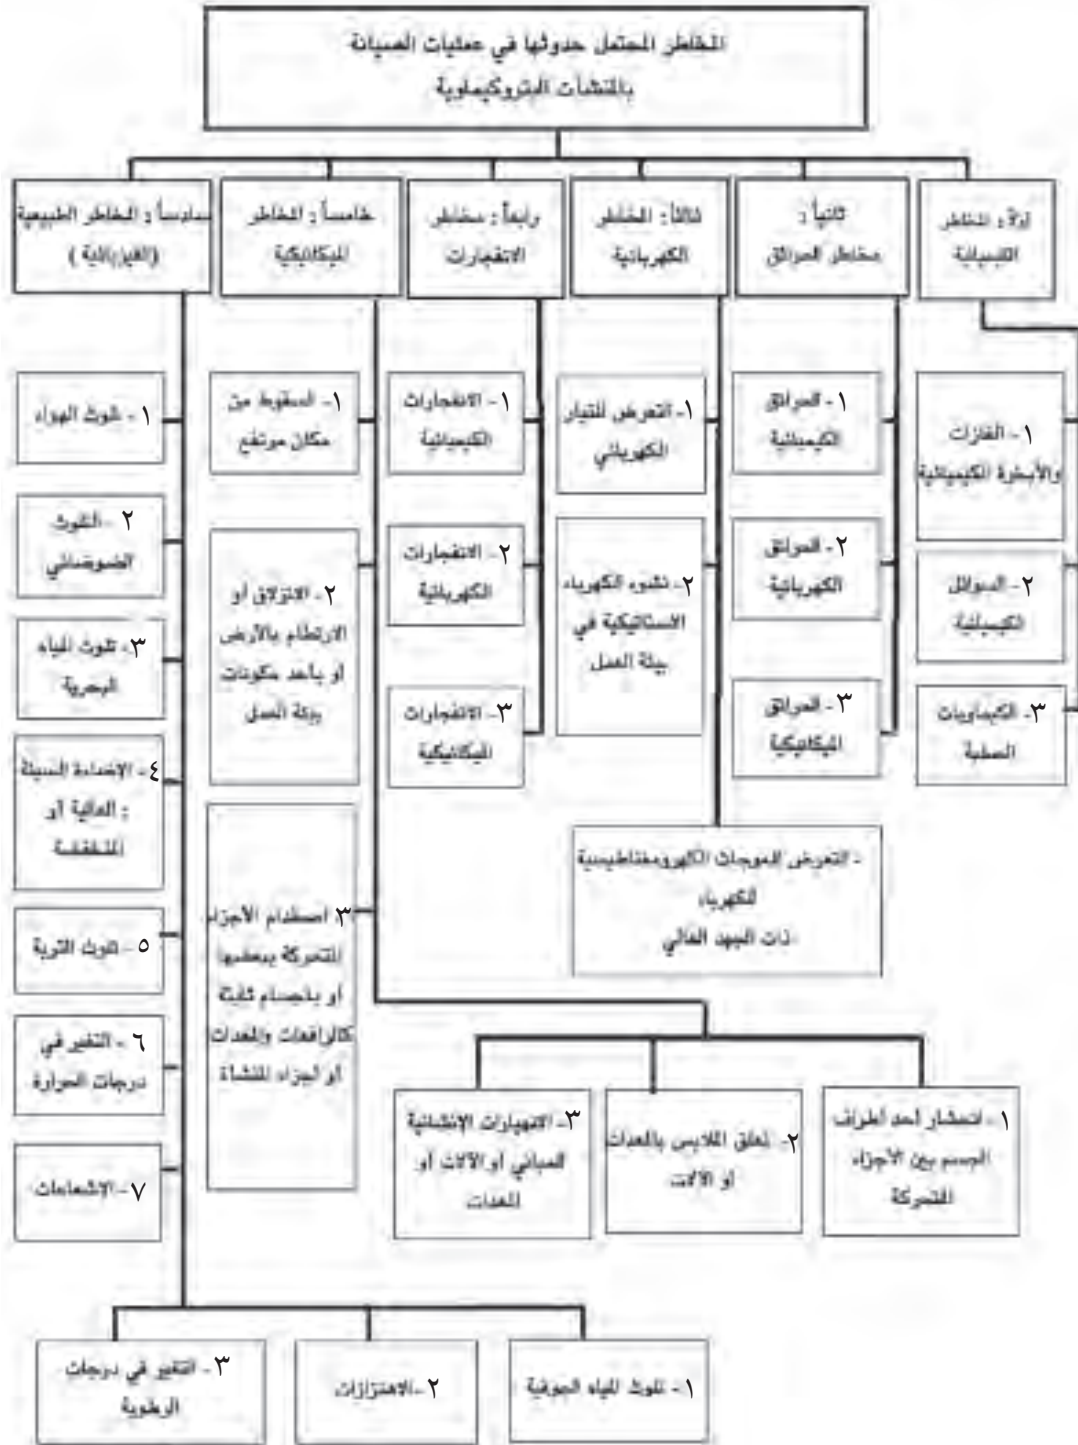 المخاطر المحتمل حدوثها في عمليات الصيانة
بالمنشآت البتروكيماوية
أولاً : المخاطر
الكيميائية
ثانياً :
مخاطر الحرائق
ثالثاً : المخاطر
الكهربائية
رابعاً : مخاطر
الانفجارات
خامساً : المخاطر
الميكانيكية
سادساً : المخاطر الطبيعية
(الفيزيائية )
١- الغازات
والأبخرة الكيميائية
٢- السوائل
الكيميائية
٣- الكيماويات
الصلبة
١- الحرائق
الكيميائية
٢- الحرائق
الكهربائية
٣- الحرائق
الميكانيكية
١- التعرض للتيار
الكهربائي
٢- نشوء الكهرباء
الاستاتيكية في
بيئة العمل
- التعرض للموجات الكهرومغناطيسية
للكهرباء
ذات الجهد العالي
١- الانفجارات
الكيميائية
٢- الانفجارات
الكهربائية
٣- الانفجارات
الميكانيكية
١- السقوط من
مكان مرتفع
٢- الانزلاق أو
الارتطام بالأرض
أو بأحد مكونات
بيئة العمل
٣- اصطدام الأجزاء
المتحركة ببعضها
أو بأجسام ثابتة
كالرافعات والمعدات
أو أجزاء المنشأة
١- انحشار أحد أطراف
الجسم بين الأجزاء
المتحركة
٢- تعلق الملابس بالمعدات
أو الآلات
٣- الانهيارات الإنشائية
للمباني أو الآلات أو
المعدات
١- تلوث الهواء
٢- التلوث
الضوضائي
٣- تلوث المياه
البحرية
٤- الإضاءة السيئة
: العالية أو
المنخفضة
٥- تلوث التربة
٦- التغير في
درجات الحرارة
٧- الإشعاعات
١- تلوث المياه الجوفية
٢- الاهتزازات
٣- التغير في درجات
الرطوبة